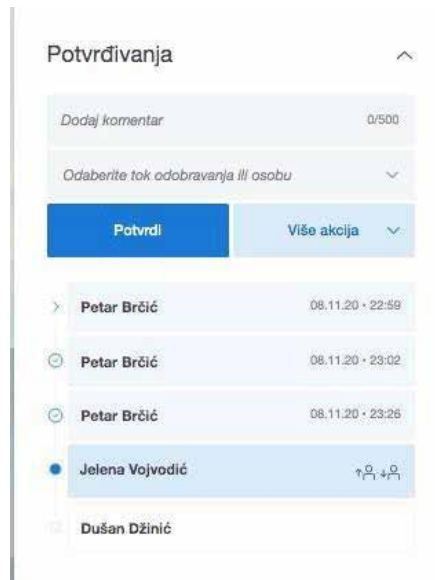 Potvrđivanja
Dodaj komentar 0/500
Odaberite tok odobravanja ili osobu
Potvrdi Više akcija
Petar Brčić 08.11.20 • 22:59
Petar Brčić 08.11.20 • 23:02
Petar Brčić 08.11.20 • 23:26
Jelena Vojvodić
Dušan Džinić